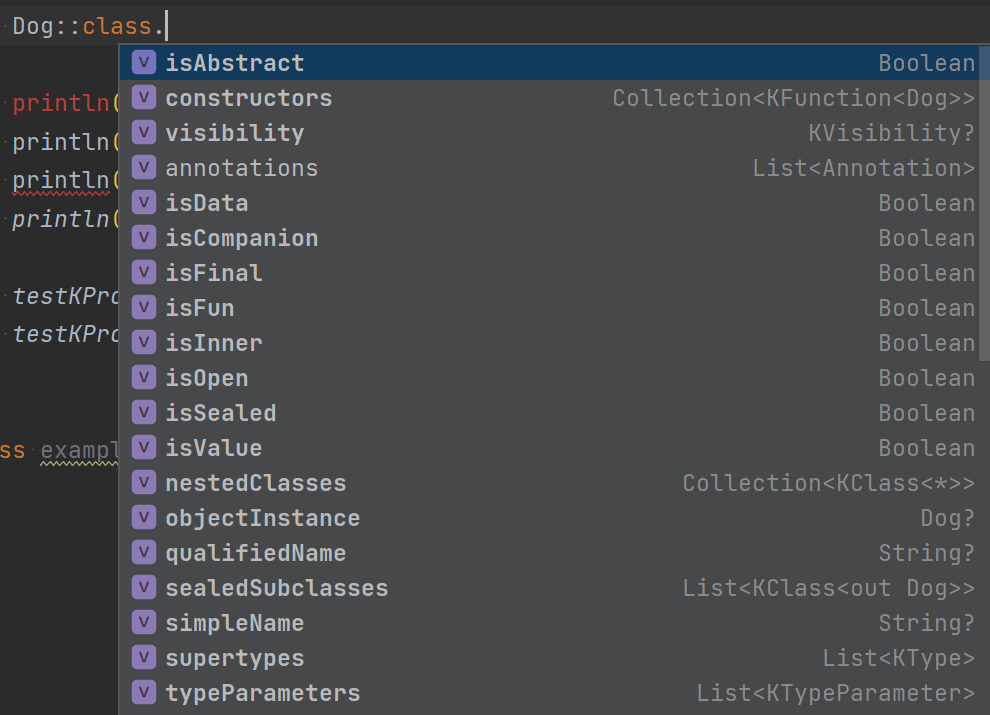 Dog::class.
isAbstract Boolean
println( constructors Collection<KFunction<Dog>>
println( visibility KVisibility?
println( annotations List<Annotation>
println( isData Boolean
isCompanion Boolean
isFinal Boolean
testKPro isFun Boolean
testKPro isInner Boolean
isOpen Boolean
isSealed Boolean
ss exampl isValue Boolean
nestedClasses Collection<KClass<*>>
objectInstance Dog?
qualifiedName String?
sealedSubclasses List<KClass<out Dog>>
simpleName String?
supertypes List<KType>
typeParameters List<KTypeParameter>